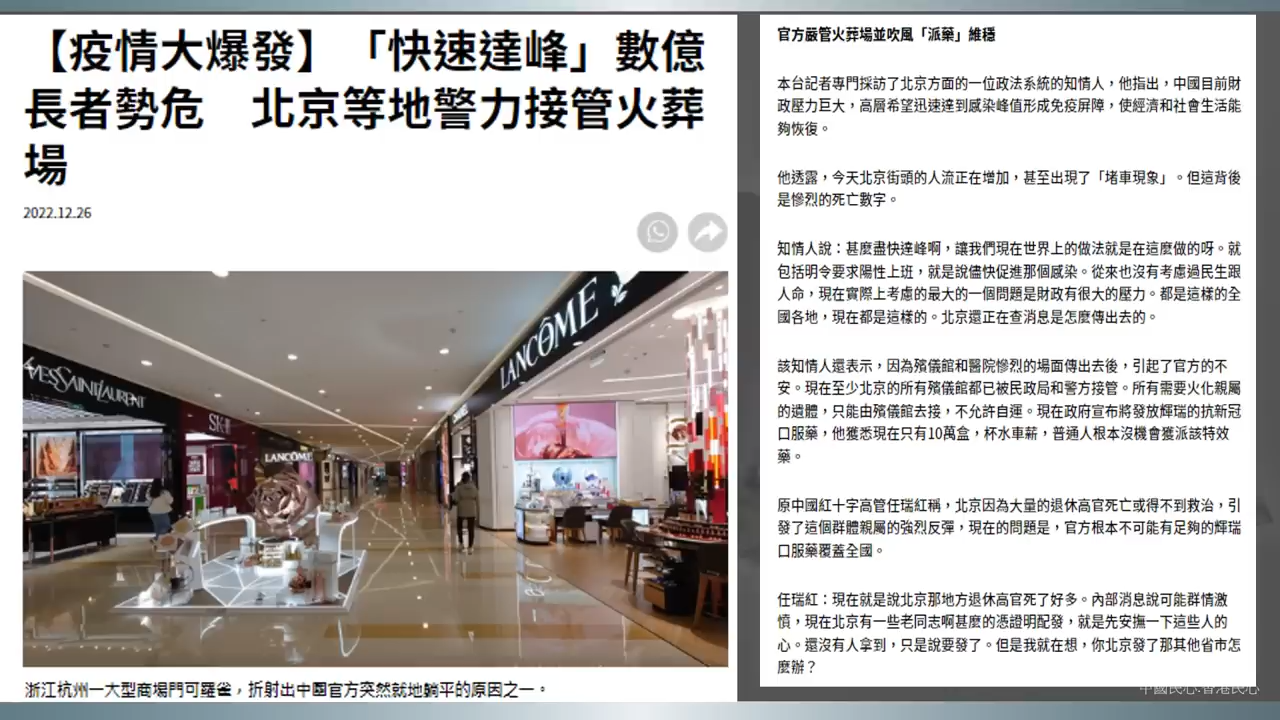 【疫情大爆發】「快速達峰」數億
長者勢危　北京等地警力接管火葬
場
2022.12.26
YVES SAINT LAURENT
SK-II
LANCÔME
LANCÔME
浙江杭州一大型商場門可羅雀，折射出中國官方突然就地躺平的原因之一。
官方嚴管火葬場並吹風「派藥」維穩
本台記者專門採訪了北京方面的一位政法系統的知情人，他指出，中國目前財
政壓力巨大，高層希望迅速達到感染峰值形成免疫屏障，使經濟和社會生活能
夠恢復。
他透露，今天北京街頭的人流正在增加，甚至出現了「堵車現象」。但這背後
是慘烈的死亡數字。
知情人說：甚麼盡快達峰啊，讓我們現在世界上的做法就是在這麼做的呀。就
包括明令要求陽性上班，就是說儘快促進那個感染。從來也沒有考慮過民生跟
人命，現在實際上考慮的最大的一個問題是財政有很大的壓力。都是這樣的全
國各地，現在都是這樣的。北京還正在查消息是怎麼傳出去的。
該知情人還表示，因為殯儀館和醫院慘烈的場面傳出去後，引起了官方的不
安。現在至少北京的所有殯儀館都已被民政局和警方接管。所有需要火化親屬
的遺體，只能由殯儀館去接，不允許自運。現在政府宣布將發放輝瑞的抗新冠
口服藥，他獲悉現在只有10萬盒，杯水車薪，普通人根本沒機會獲派該特效
藥。
原中國紅十字高管任瑞紅稱，北京因為大量的退休高官死亡或得不到救治，引
發了這個群體親屬的強烈反彈，現在的問題是，官方根本不可能有足夠的輝瑞
口服藥覆蓋全國。
任瑞紅：現在就是說北京那地方退休高官死了好多。內部消息說可能群情激
憤，現在北京有一些老同志啊甚麼的憑證明配發，就是先安撫一下這些人的
心。還沒有人拿到，只是說要發了。但是我就在想，你北京發了那其他省市怎
麼辦？
中國民心.香港民心